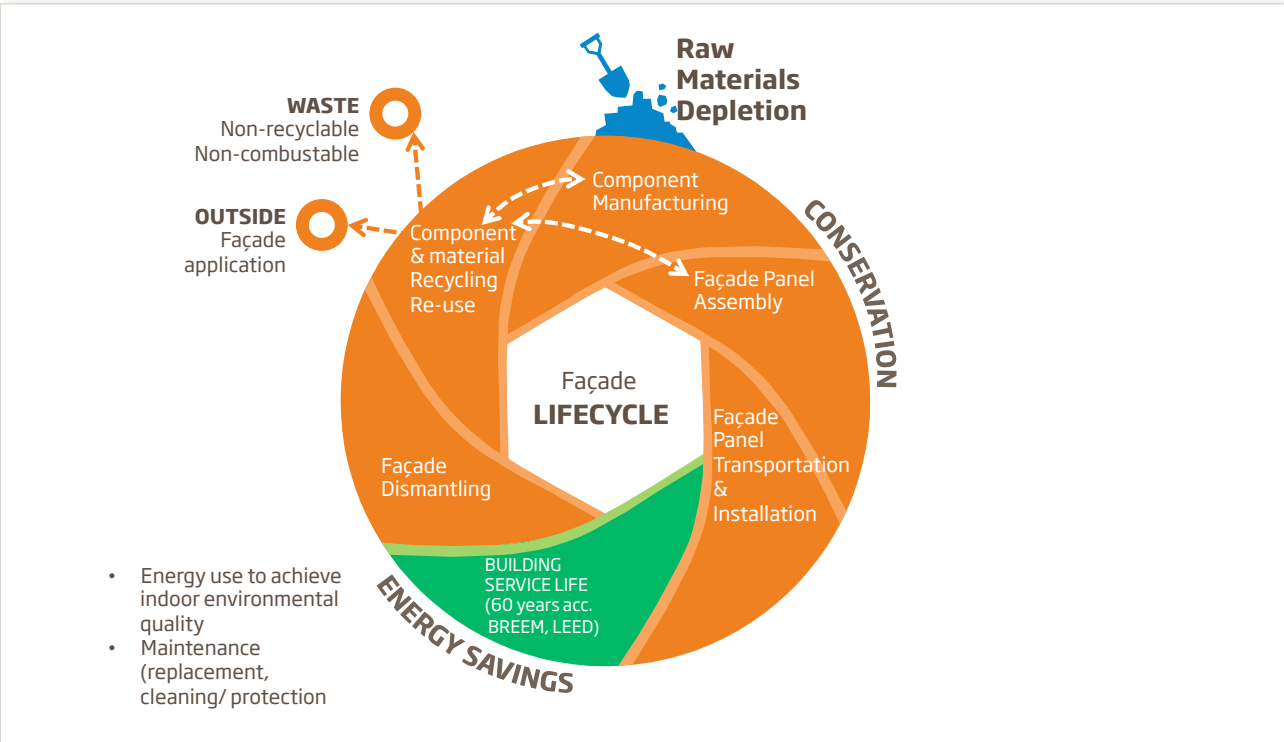 Raw
Materials
Depletion
WASTE
Non-recyclable
Non-combustable
OUTSIDE
Façade
application
Component
Manufacturing
Component
& material
Recycling
Re-use
Façade Panel
Assembly
CONSERVATION
Façade
LIFECYCLE
Façade
Panel
Transportation
&
Installation
Façade
Dismantling
BUILDING
SERVICE LIFE
(60 years acc.
BREEM, LEED)
ENERGY SAVINGS
• Energy use to achieve
indoor environmental
quality
• Maintenance
(replacement,
cleaning/ protection